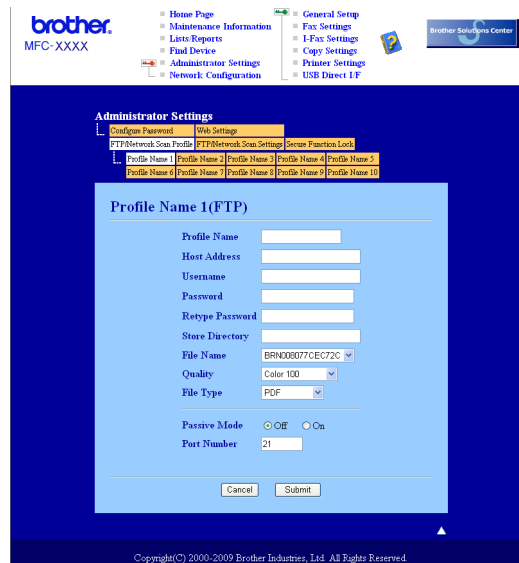 brother.
MFC-XXXX
Home Page
Maintenance Information
Lists/Reports
Find Device
Administrator Settings
Network Configuration
General Setup
Fax Settings
I-Fax Settings
Copy Settings
Printer Settings
USB Direct I/F
Brother Solutions Center
Administrator Settings
Configure Password Web Settings
FTP/Network Scan Profile FTP/Network Scan Settings Secure Function Lock
Profile Name 1 Profile Name 2 Profile Name 3 Profile Name 4 Profile Name 5
Profile Name 6 Profile Name 7 Profile Name 8 Profile Name 9 Profile Name 10
Profile Name 1(FTP)
Profile Name
Host Address
Username
Password
Retype Password
Store Directory
File Name BRN008077CEC72C
Quality Color 100
File Type PDF
Passive Mode Off On
Port Number 21
Cancel Submit
Copyright(C) 2000-2009 Brother Industries, Ltd. All Rights Reserved.